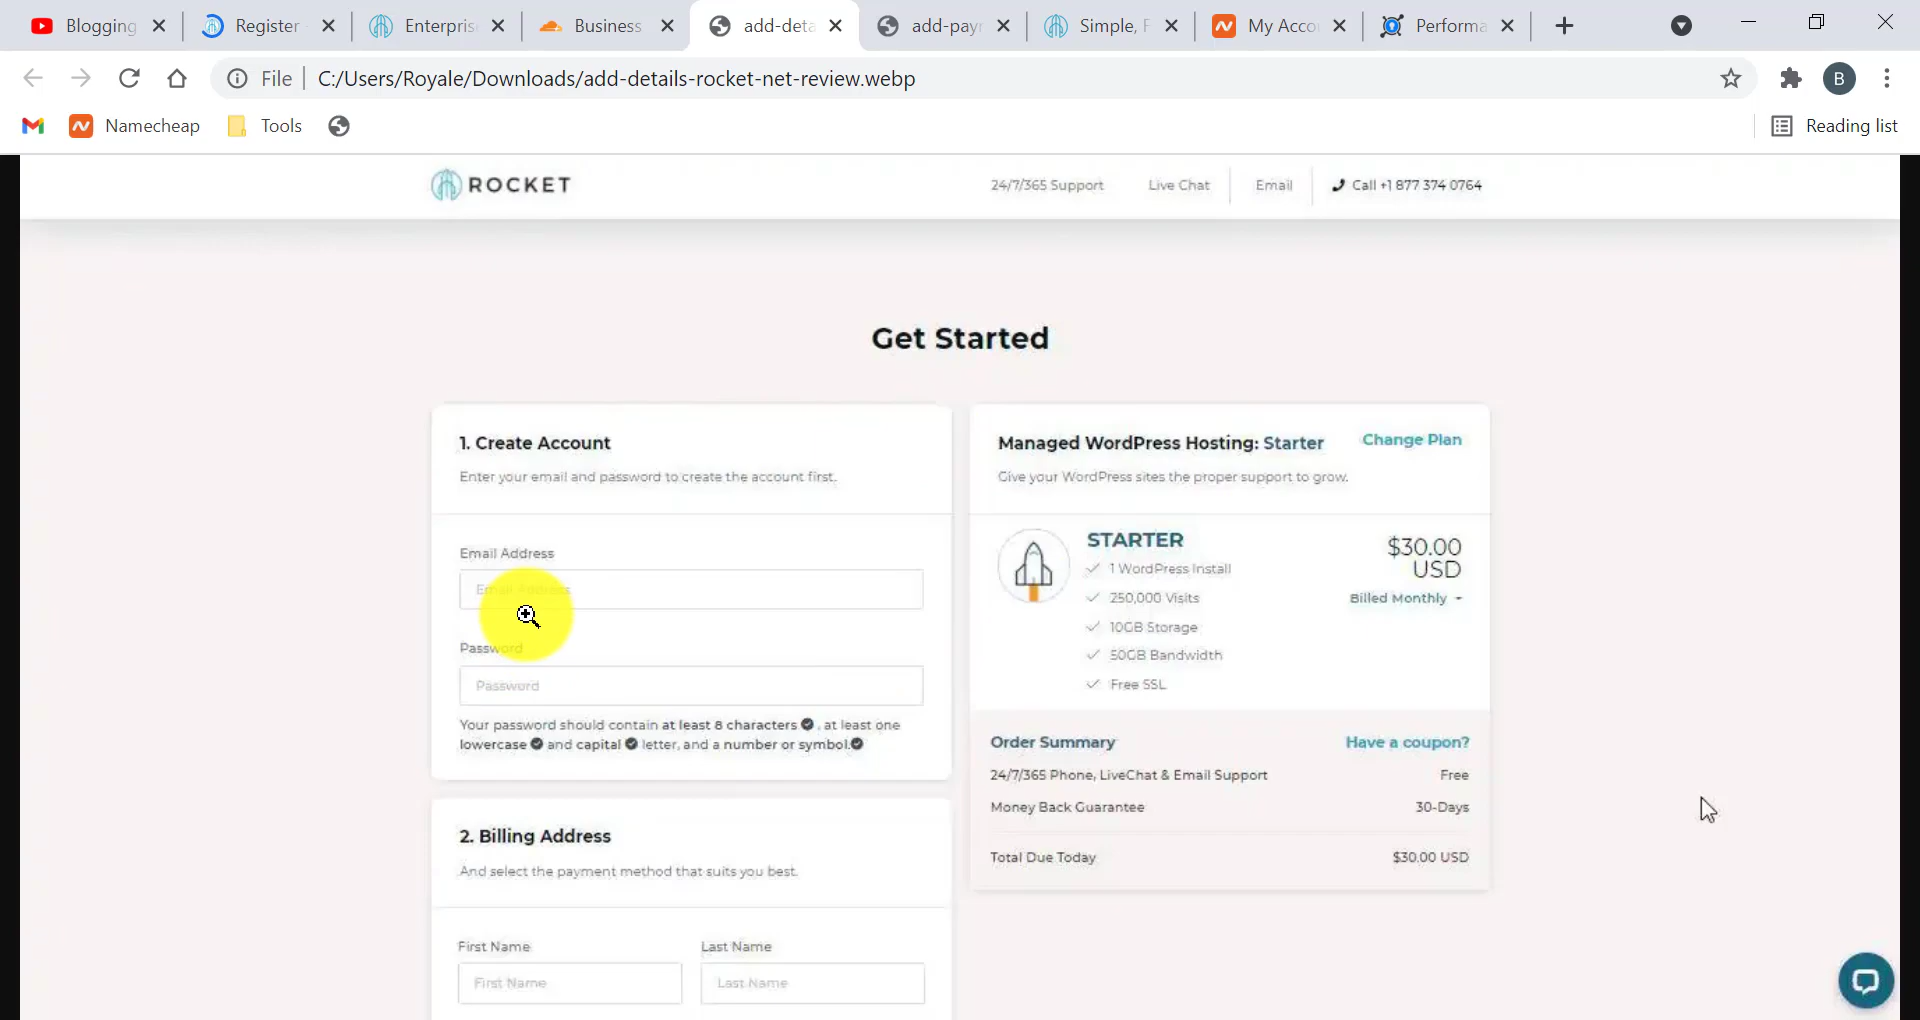 Blogging
Register
Enterpris
Business
add-deta
add-payr
Simple, F
My Acco
Performa
File
C:/Users/Royale/Downloads/add-details-rocket-net-review.webp
B
Namecheap
Tools
Reading list
ROCKET
24/7/365 Support
Live Chat
Email
Call +1 877 374 0764
Get Started
1. Create Account
Enter your email and password to create the account first.
Email Address
Email Address
Password
Password
Your password should contain at least 8 characters , at least one
lowercase and capital letter, and a number or symbol.
2. Billing Address
And select the payment method that suits you best.
First Name
Last Name
First Name
Last Name
Managed WordPress Hosting: Starter
Change Plan
Give your WordPress sites the proper support to grow.
STARTER
$30.00
USD
Billed Monthly
1 WordPress Install
250,000 Visits
10GB Storage
50GB Bandwidth
Free SSL
Order Summary
Have a coupon?
24/7/365 Phone, LiveChat & Email Support
Free
Money Back Guarantee
30-Days
Total Due Today
$30.00 USD